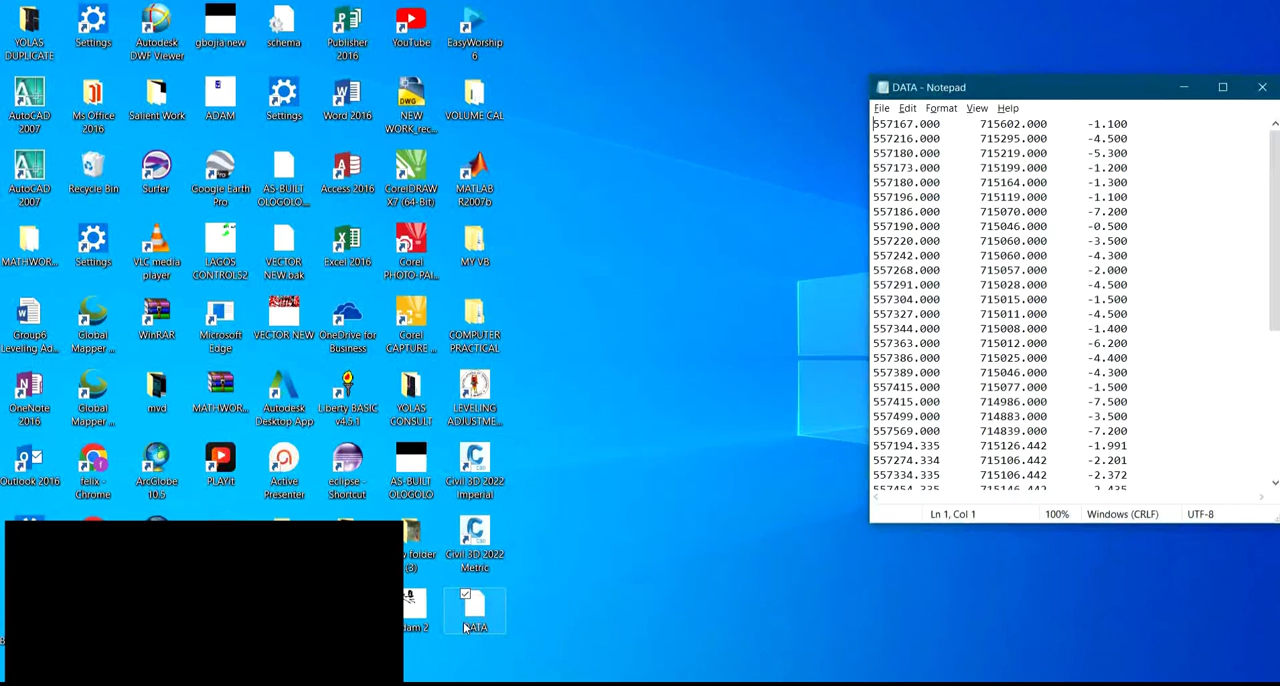 YOLAS DUPLICATE
Settings
Autodesk DWF Viewer
gbojia new
schema
Publisher 2016
YouTube
EasyWorship 6
AutoCAD 2007
Ms Office 2016
Salient Work
ADAM
Settings
Word 2016
NEW WORK_rec...
VOLUME CAL
AutoCAD 2007
Recycle Bin
Surfer
Google Earth Pro
AS-BUILT OLOGOLO...
Access 2016
CorelDRAW X7 (64-Bit)
MATLAB R2007b
MATHWOR...
Settings
VLC media player
LAGOS CONTROLS2
VECTOR NEW.bak
Excel 2016
Corel PHOTO-PAI...
MY VB
Group6 Leveling Ad...
Global Mapper ...
WinRAR
Microsoft Edge
VECTOR NEW
OneDrive for Business
Corel CAPTURE ...
COMPUTER PRACTICAL
OneNote 2016
Global Mapper ...
mvd
MATHWOR...
Autodesk Desktop App
Liberty BASIC v4.5.1
YOLAS CONSULT
LEVELING ADJUSTME...
Outlook 2016
felix - Chrome
ArcGlobe 10.5
PLAYit
Active Presenter
eclipse - Shortcut
AS-BUILT OLOGOLO
Civil 3D 2022 Imperial
folder (3)
Civil 3D 2022 Metric
dam 2
DATA
DATA - Notepad
File Edit Format View Help
557167.000 715602.000 -1.100
557216.000 715295.000 -4.500
557180.000 715219.000 -5.300
557173.000 715199.000 -1.200
557180.000 715164.000 -1.300
557196.000 715119.000 -1.100
557186.000 715070.000 -7.200
557190.000 715046.000 -0.500
557220.000 715060.000 -3.500
557242.000 715060.000 -4.300
557268.000 715057.000 -2.000
557291.000 715028.000 -4.500
557304.000 715015.000 -1.500
557327.000 715011.000 -4.500
557344.000 715008.000 -1.400
557363.000 715012.000 -6.200
557386.000 715025.000 -4.400
557389.000 715046.000 -4.300
557415.000 715077.000 -1.500
557415.000 714986.000 -7.500
557499.000 714883.000 -3.500
557569.000 714839.000 -7.200
557194.335 715126.442 -1.991
557274.334 715106.442 -2.201
557334.335 715106.442 -2.372
557454.335 715146.442 -2.435
Ln 1, Col 1 100% Windows (CRLF) UTF-8